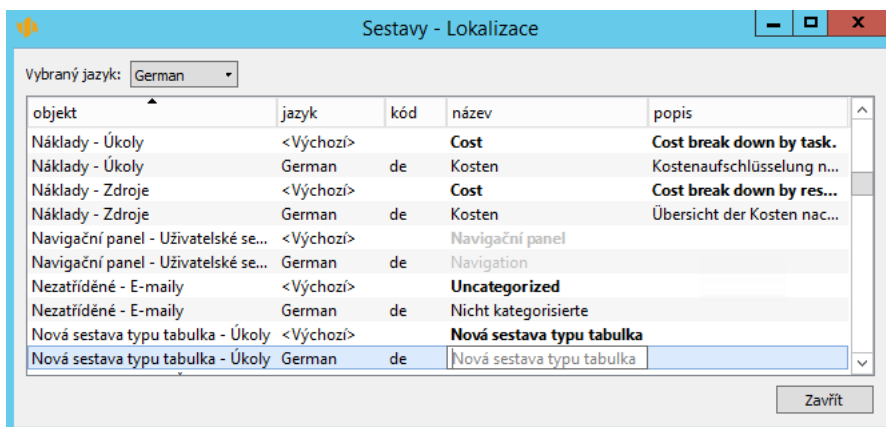 Sestavy - Lokalizace
Vybraný jazyk: German
objekt jazyk kód název popis
Náklady - Úkoly <Výchozí> Cost Cost break down by task.
Náklady - Úkoly German de Kosten Kostenaufschlüsselung n...
Náklady - Zdroje <Výchozí> Cost Cost break down by res...
Náklady - Zdroje German de Kosten Übersicht der Kosten nac...
Navigační panel - Uživatelské se... <Výchozí> Navigační panel
Navigační panel - Uživatelské se... German de Navigation
Nezatříděné - E-maily <Výchozí> Uncategorized
Nezatříděné - E-maily German de Nicht kategorisierte
Nová sestava typu tabulka - Úkoly <Výchozí> Nová sestava typu tabulka
Nová sestava typu tabulka - Úkoly German de Nová sestava typu tabulka
Zavřít